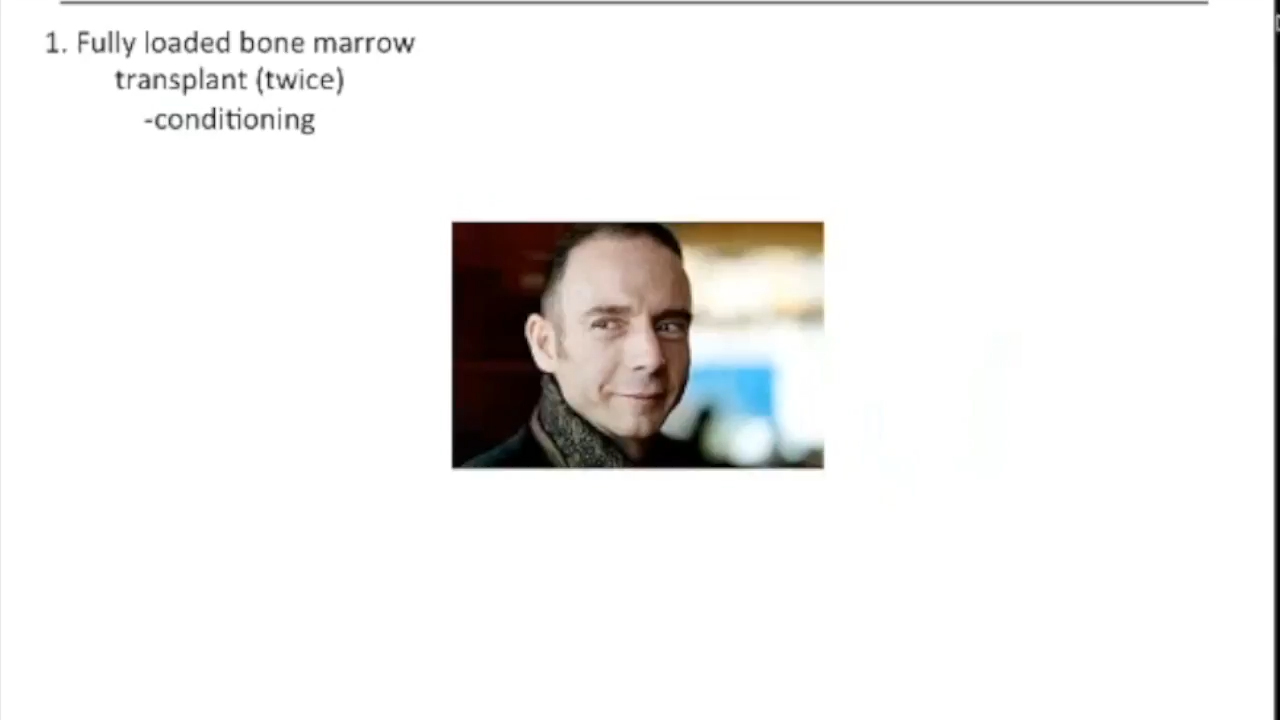 1. Fully loaded bone marrow
transplant (twice)
-conditioning